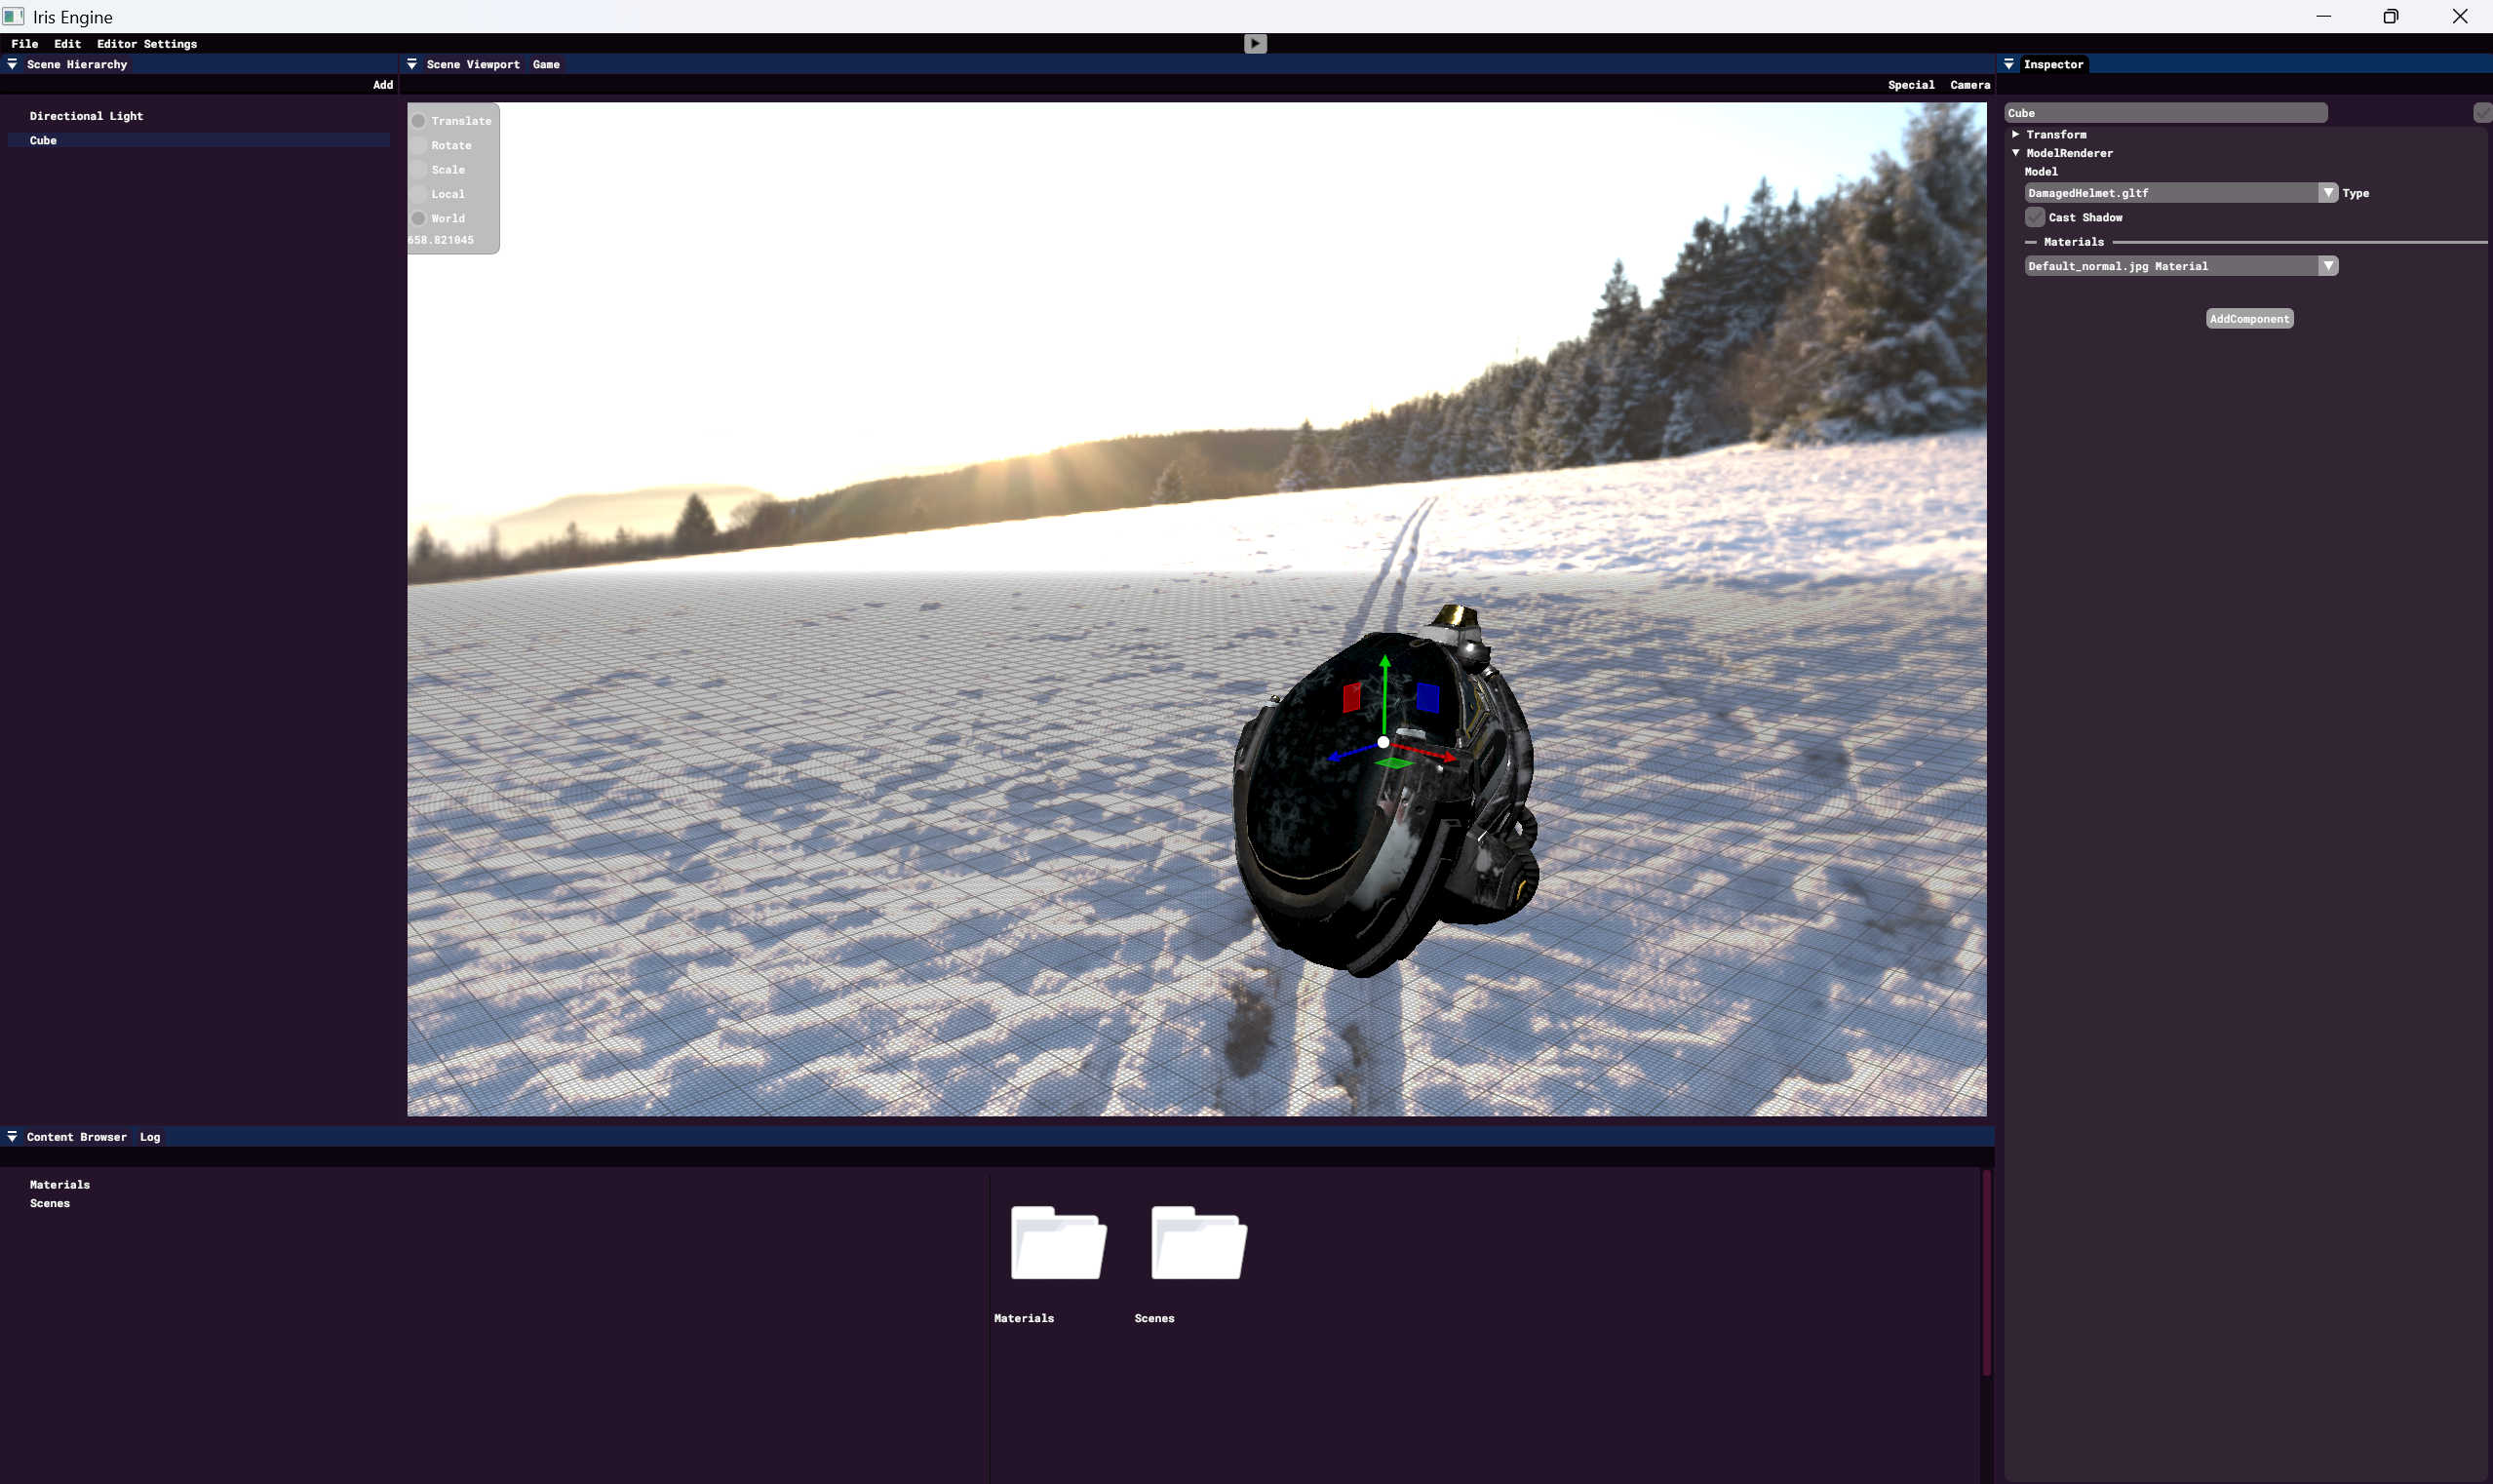 Iris Engine
File Edit Editor Settings
Scene Hierarchy
Add
Directional Light
Cube
Scene Viewport Game
Special Camera
Translate
Rotate
Scale
Local
World
658.821045
Inspector
Cube
Transform
ModelRenderer
Model
DamagedHelmet.gltf Type
Cast Shadow
Materials
Default_normal.jpg Material
AddComponent
Content Browser Log
Materials
Scenes
Materials Scenes